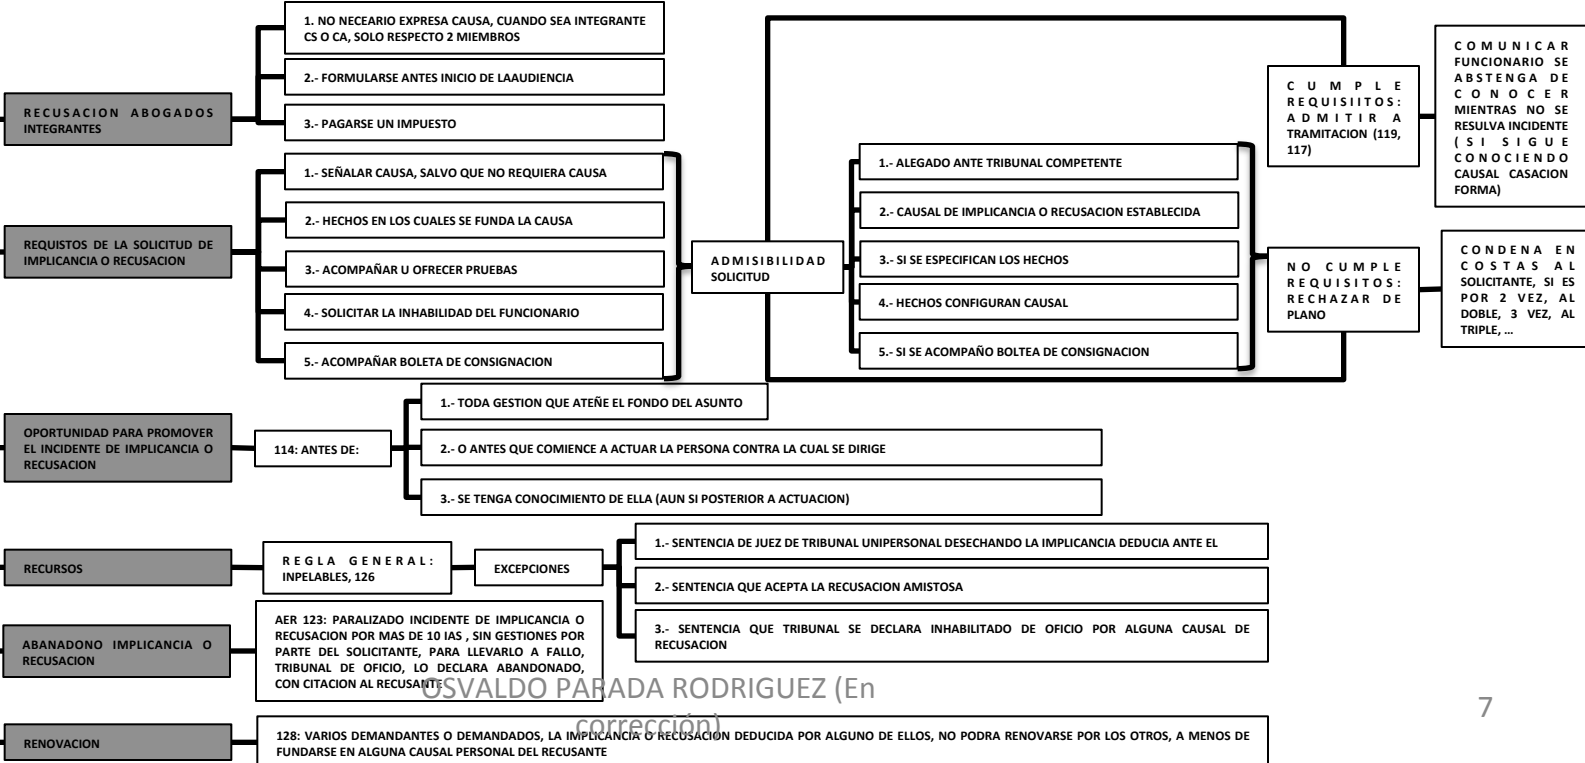 RECUSACION ABOGADOS
INTEGRANTES
1. NO NECEARIO EXPRESA CAUSA, CUANDO SEA INTEGRANTE
CS O CA, SOLO RESPECTO 2 MIEMBROS
2.- FORMULARSE ANTES INICIO DE LAAUDIENCIA
3.- PAGARSE UN IMPUESTO
REQUISTOS DE LA SOLICITUD DE
IMPLICANCIA O RECUSACION
1.- SEÑALAR CAUSA, SALVO QUE NO REQUIERA CAUSA
2.- HECHOS EN LOS CUALES SE FUNDA LA CAUSA
3.- ACOMPAÑAR U OFRECER PRUEBAS
4.- SOLICITAR LA INHABILIDAD DEL FUNCIONARIO
5.- ACOMPAÑAR BOLETA DE CONSIGNACION
ADMISIBILIDAD
SOLICITUD
1.- ALEGADO ANTE TRIBUNAL COMPETENTE
2.- CAUSAL DE IMPLICANCIA O RECUSACION ESTABLECIDA
3.- SI SE ESPECIFICAN LOS HECHOS
4.- HECHOS CONFIGURAN CAUSAL
5.- SI SE ACOMPAÑO BOLTEA DE CONSIGNACION
CUMPLE
REQUISIITOS:
ADMITIR A
TRAMITACION (119,
117)
COMUNICAR
FUNCIONARIO SE
ABSTENGA DE
CONOCER
MIENTRAS NO SE
RESULVA INCIDENTE
(SI SIGUE
CONOCIENDO
CAUSAL CASACION
FORMA)
NO CUMPLE
REQUISITOS:
RECHAZAR DE
PLANO
CONDENA EN
COSTAS AL
SOLICITANTE, SI ES
POR 2 VEZ, AL
DOBLE, 3 VEZ, AL
TRIPLE, ...
OPORTUNIDAD PARA PROMOVER
EL INCIDENTE DE IMPLICANCIA O
RECUSACION
114: ANTES DE:
1.- TODA GESTION QUE ATEÑE EL FONDO DEL ASUNTO
2.- O ANTES QUE COMIENCE A ACTUAR LA PERSONA CONTRA LA CUAL SE DIRIGE
3.- SE TENGA CONOCIMIENTO DE ELLA (AUN SI POSTERIOR A ACTUACION)
RECURSOS
REGLA GENERAL:
INPELABLES, 126
EXCEPCIONES
1.- SENTENCIA DE JUEZ DE TRIBUNAL UNIPERSONAL DESECHANDO LA IMPLICANCIA DEDUCIA ANTE EL
2.- SENTENCIA QUE ACEPTA LA RECUSACION AMISTOSA
3.- SENTENCIA QUE TRIBUNAL SE DECLARA INHABILITADO DE OFICIO POR ALGUNA CAUSAL DE
RECUSACION
ABANADONO IMPLICANCIA O
RECUSACION
AER 123: PARALIZADO INCIDENTE DE IMPLICANCIA O
RECUSACION POR MAS DE 10 IAS , SIN GESTIONES POR
PARTE DEL SOLICITANTE, PARA LLEVARLO A FALLO,
TRIBUNAL DE OFICIO, LO DECLARA ABANDONADO,
CON CITACION AL RECUSANTE
OSVALDO PARADA RODRIGUEZ (En
corrección)
7
RENOVACION
128: VARIOS DEMANDANTES O DEMANDADOS, LA IMPLICANCIA O RECUSACIÓN DEDUCIDA POR ALGUNO DE ELLOS, NO PODRA RENOVARSE POR LOS OTROS, A MENOS DE
FUNDARSE EN ALGUNA CAUSAL PERSONAL DEL RECUSANTE